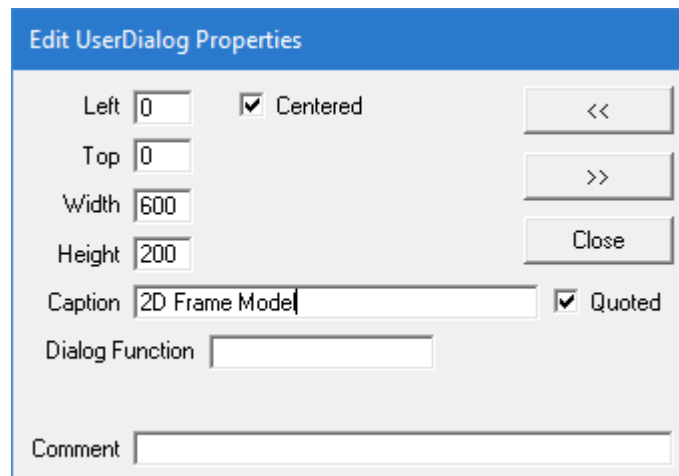 Edit UserDialog Properties
Left 0 Centered <<
Top 0 >>
Width 600
Height 200 Close
Caption 2D Frame Model Quoted
Dialog Function
Comment